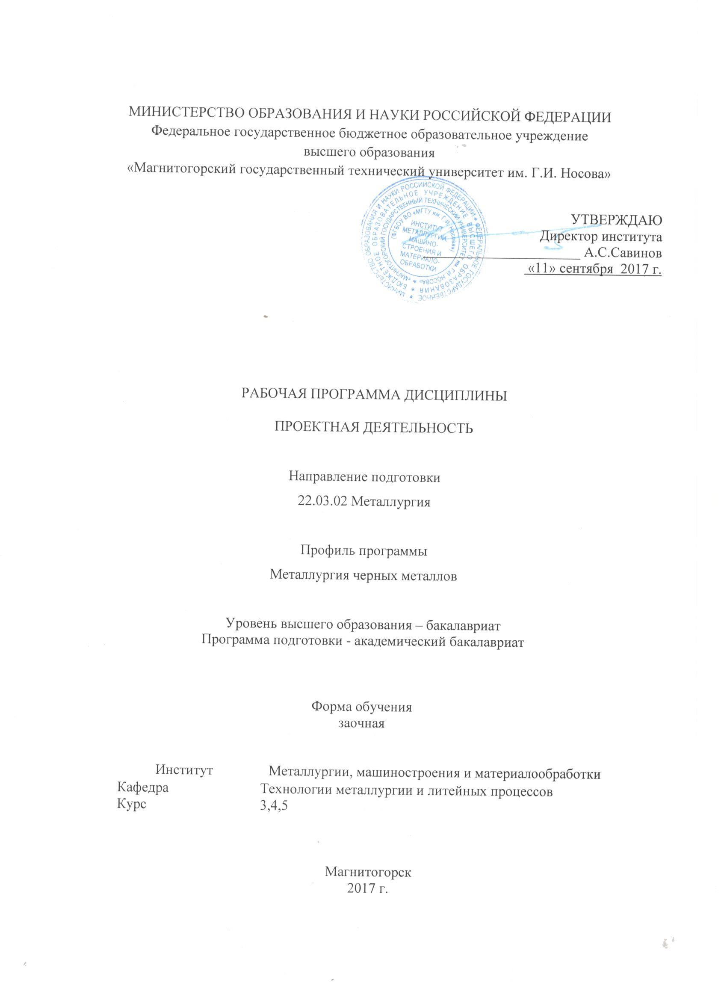 МИНИСТЕРСТВО ОБРАЗОВАНИЯ И НАУКИ РОССИЙСКОЙ ФЕДЕРАЦИИ
Федеральное государственное бюджетное образовательное учреждение
высшего образования
«Магнитогорский государственный технический университет им. Г.И. Носова»
МИНИСТЕРСТВО ОБРАЗОВАНИЯ И НАУКИ РОССИЙСКОЙ ФЕДЕРАЦИИ * ФЕДЕРАЛЬНОЕ ГОСУДАРСТВЕННОЕ *
БЮДЖЕТНОЕ ОБРАЗОВАТЕЛЬНОЕ УЧРЕЖДЕНИЕ ВЫСШЕГО ОБРАЗОВАНИЯ *
«МАГНИТОГОРСКИЙ ГОСУДАРСТВЕННЫЙ ТЕХНИЧЕСКИЙ УНИВЕРСИТЕТ им Г.И. НОСОВА» *
(ФГБОУ ВО «МГТУ им. Г.И. Носова»)
ИНСТИТУТ
МЕТАЛЛУРГИИ,
МАШИНО-
СТРОЕНИЯ И
МАТЕРИАЛО-
ОБРАБОТКИ
УТВЕРЖДАЮ
Директор института
А.С.Савинов
«11» сентября 2017 г.
РАБОЧАЯ ПРОГРАММА ДИСЦИПЛИНЫ
ПРОЕКТНАЯ ДЕЯТЕЛЬНОСТЬ
Направление подготовки
22.03.02 Металлургия
Профиль программы
Металлургия черных металлов
Уровень высшего образования – бакалавриат
Программа подготовки - академический бакалавриат
Форма обучения
заочная
Институт Металлургии, машиностроения и материалообработки
Кафедра Технологии металлургии и литейных процессов
Курс 3,4,5
Магнитогорск
2017 г.